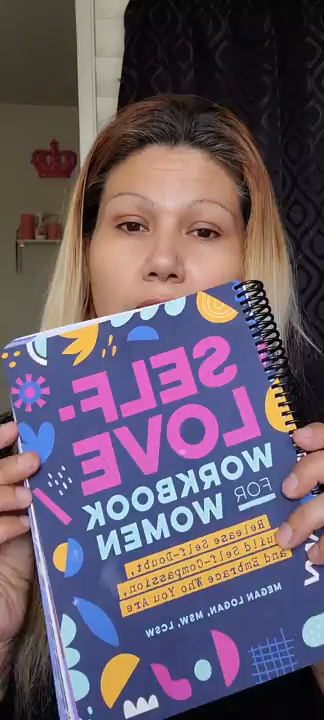 SELF-
LOVE
WORKBOOK
FOR
WOMEN
Release Self-Doubt,
Build Self-Compassion,
and Embrace Who You Are
MEGAN LOGAN, MSW, LCSW